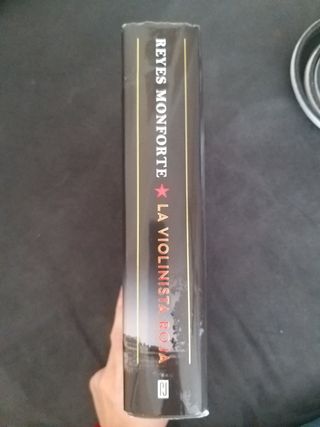 REYES MONFORTE ★ LA VIOLINISTA ROJA